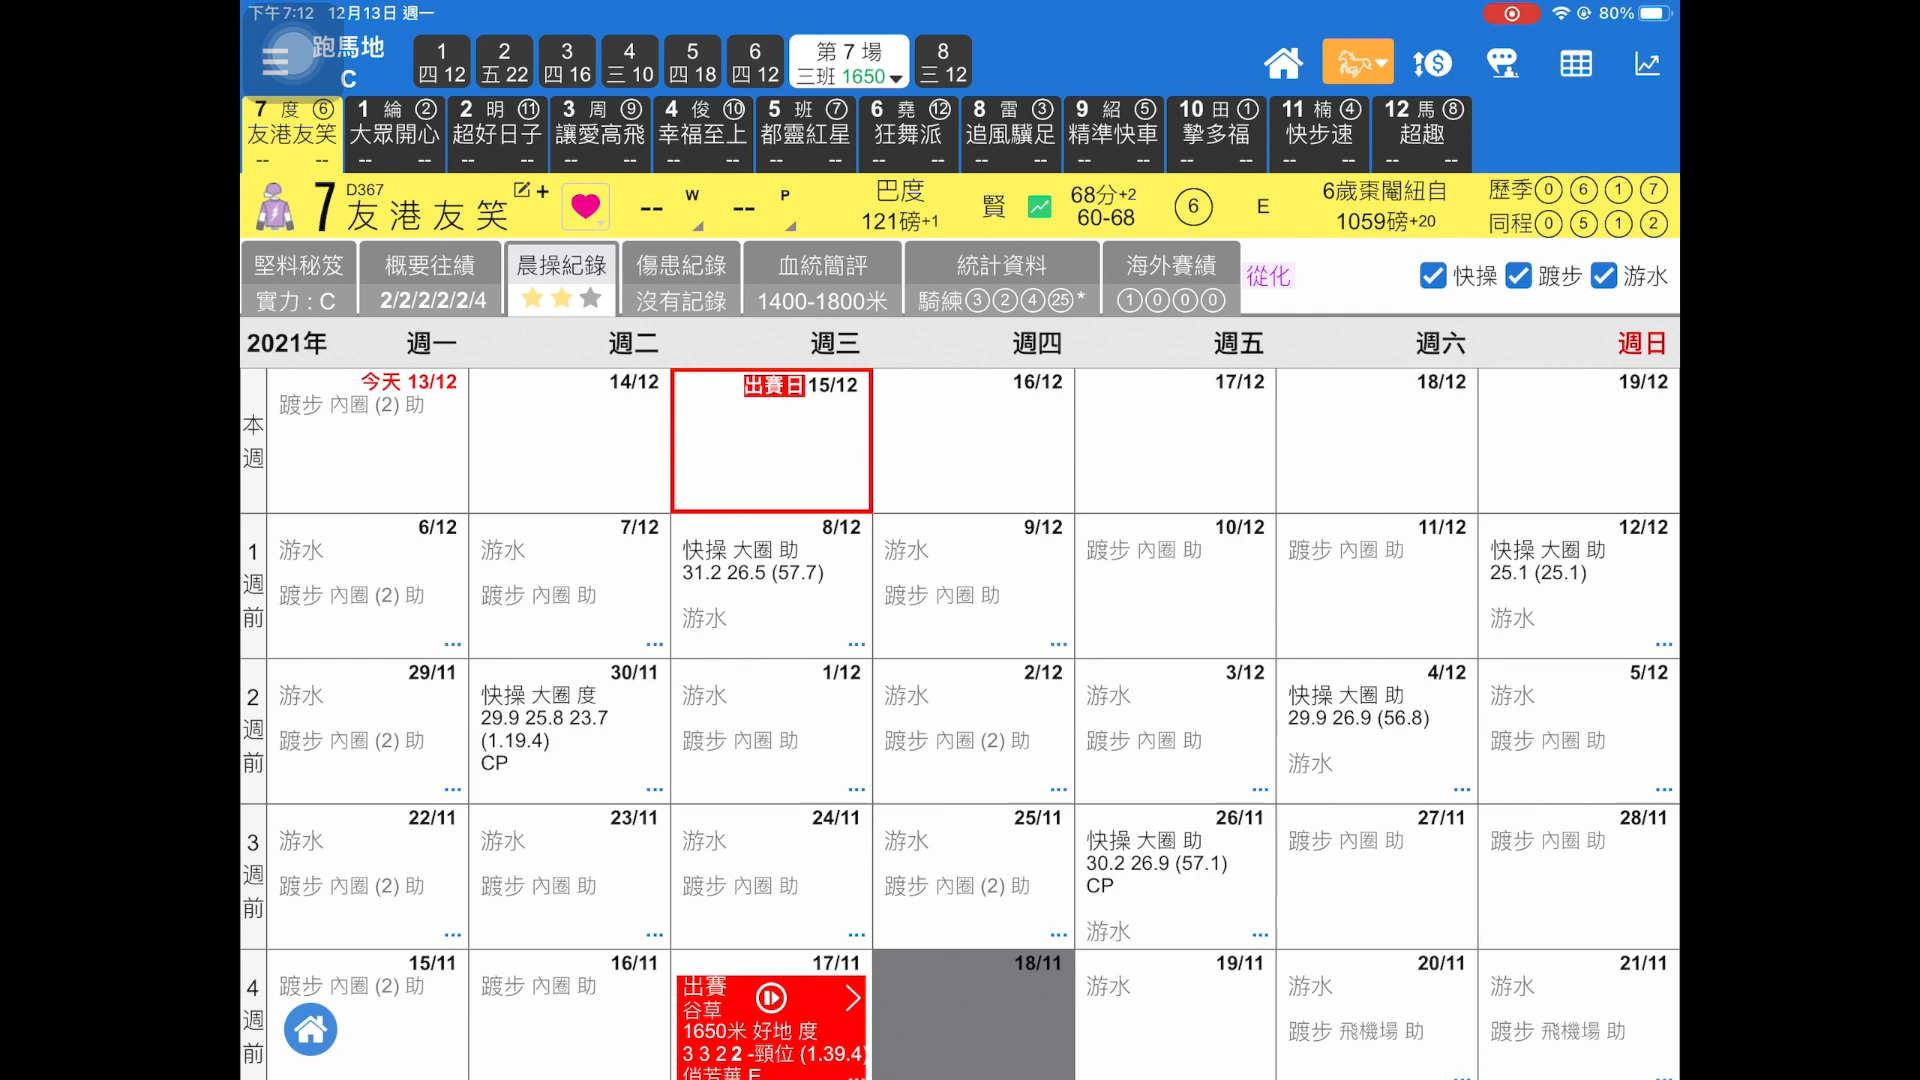 下午7:12 12月13日 週一
80%
跑馬地
C
1 四 12
2 五 22
3 四 16
4 三 10
5 四 18
6 四 12
第 7 場 三班 1650
8 三 12
7 度 ⑥ 友港友笑 -- --
1 綸 ② 大眾開心 -- --
2 明 ⑪ 超好日子 -- --
3 周 ⑨ 讓愛高飛 -- --
4 俊 ⑩ 幸福至上 -- --
5 班 ⑦ 都靈紅星 -- --
6 堯 ⑫ 狂舞派 -- --
8 雷 ③ 追風驥足 -- --
9 紹 ⑤ 精準快車 -- --
10 田 ① 摯多福 -- --
11 楠 ④ 快步速 -- --
12 馬 ⑧ 超趣 -- --
7 D367 友港友笑
-- W -- P
巴度
121磅+1
賢
68分+2
60-68
⑥ E
6歲棗閹紐自
1059磅+20
歷季⓪⑥①⑦
同程⓪⑤①②
堅料秘笈
實力 : C
概要往績
2/2/2/2/2/4
晨操紀錄
傷患紀錄
沒有記錄
血統簡評
1400-1800米
統計資料
騎練③②④㉕*
海外賽績
①⓪⓪⓪
從化
快操 踱步 游水
2021年 週一 週二 週三 週四 週五 週六 週日
本週
今天 13/12
踱步 內圈 (2) 助
14/12
出賽日 15/12
16/12
17/12
18/12
19/12
1週前
6/12
游水
踱步 內圈 (2) 助
...
7/12
游水
踱步 內圈 助
...
8/12
快操 大圈 助
31.2 26.5 (57.7)
游水
...
9/12
游水
踱步 內圈 助
...
10/12
踱步 內圈 助
11/12
踱步 內圈 助
12/12
快操 大圈 助
25.1 (25.1)
游水
...
2週前
29/11
游水
踱步 內圈 (2) 助
...
30/11
快操 大圈 度
29.9 25.8 23.7
(1.19.4)
CP
...
1/12
游水
踱步 內圈 助
...
2/12
游水
踱步 內圈 (2) 助
...
3/12
游水
踱步 內圈 助
...
4/12
快操 大圈 助
29.9 26.9 (56.8)
游水
...
5/12
游水
踱步 內圈 助
...
3週前
22/11
游水
踱步 內圈 (2) 助
...
23/11
游水
踱步 內圈 助
...
24/11
游水
踱步 內圈 助
...
25/11
游水
踱步 內圈 (2) 助
...
26/11
快操 大圈 助
30.2 26.9 (57.1)
CP
游水
...
27/11
踱步 內圈 助
28/11
踱步 內圈 助
4週前
15/11
踱步 內圈 (2) 助
16/11
踱步 內圈 助
17/11
出賽
谷草
1650米 好地 度
3 3 2 2 -頸位 (1.39.4)
俏芳華 E
18/11
19/11
游水
20/11
游水
踱步 飛機場 助
21/11
游水
踱步 飛機場 助